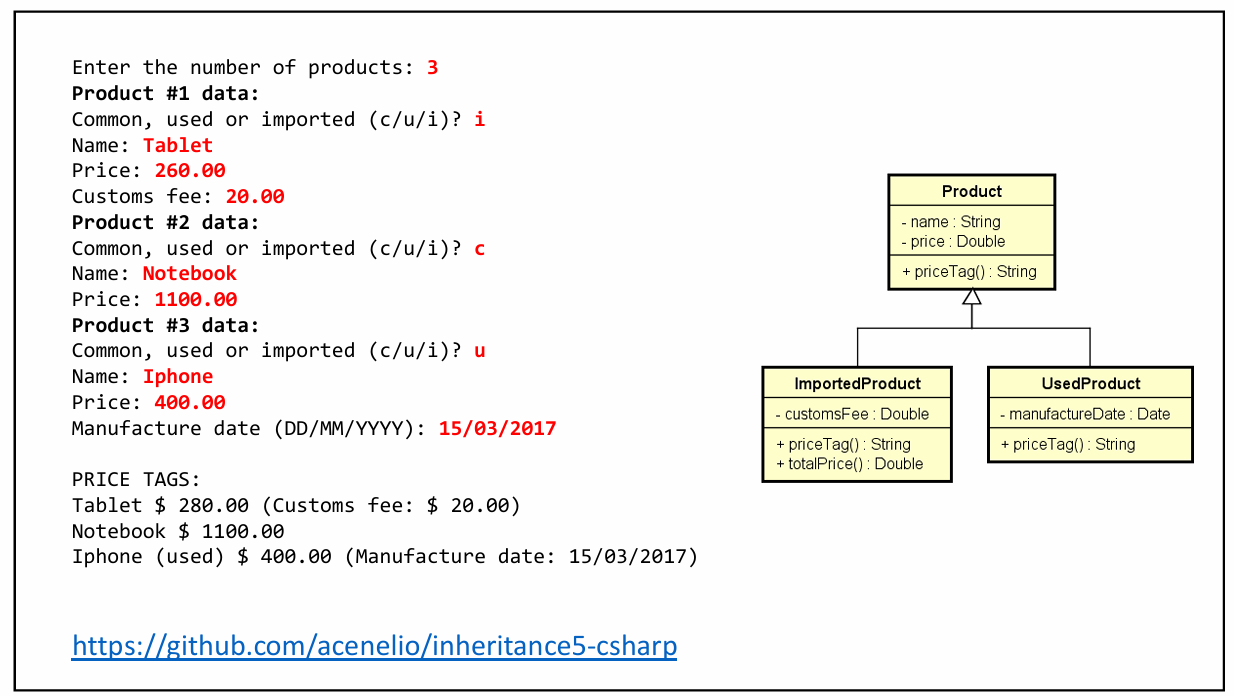 Enter the number of products: 3
Product #1 data:
Common, used or imported (c/u/i)? i
Name: Tablet
Price: 260.00
Customs fee: 20.00
Product #2 data:
Common, used or imported (c/u/i)? c
Name: Notebook
Price: 1100.00
Product #3 data:
Common, used or imported (c/u/i)? u
Name: Iphone
Price: 400.00
Manufacture date (DD/MM/YYYY): 15/03/2017
PRICE TAGS:
Tablet $ 280.00 (Customs fee: $ 20.00)
Notebook $ 1100.00
Iphone (used) $ 400.00 (Manufacture date: 15/03/2017)
https://github.com/acenelio/inheritance5-csharp
Product
- name : String
- price : Double
+ priceTag() : String
ImportedProduct
- customsFee : Double
+ priceTag() : String
+ totalPrice() : Double
UsedProduct
- manufactureDate : Date
+ priceTag() : String